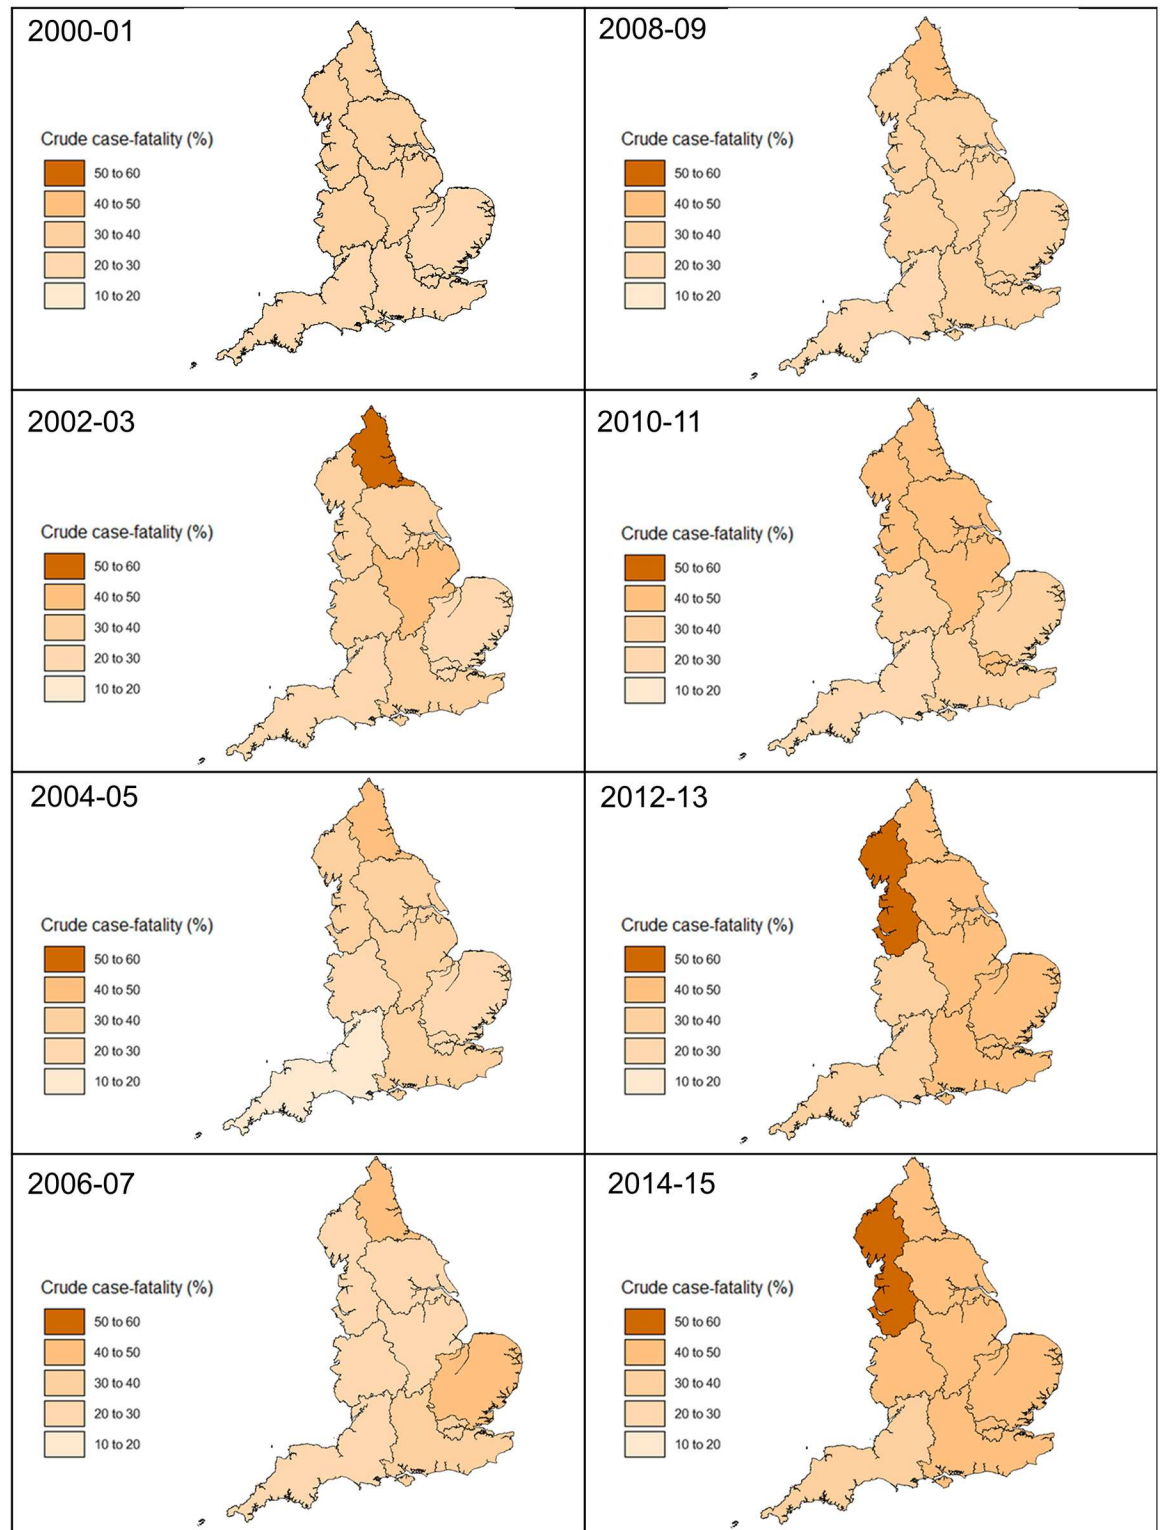 2000-01
Crude case-fatality (%)
50 to 60
40 to 50
30 to 40
20 to 30
10 to 20
2008-09
Crude case-fatality (%)
50 to 60
40 to 50
30 to 40
20 to 30
10 to 20
2002-03
Crude case-fatality (%)
50 to 60
40 to 50
30 to 40
20 to 30
10 to 20
2010-11
Crude case-fatality (%)
50 to 60
40 to 50
30 to 40
20 to 30
10 to 20
2004-05
Crude case-fatality (%)
50 to 60
40 to 50
30 to 40
20 to 30
10 to 20
2012-13
Crude case-fatality (%)
50 to 60
40 to 50
30 to 40
20 to 30
10 to 20
2006-07
Crude case-fatality (%)
50 to 60
40 to 50
30 to 40
20 to 30
10 to 20
2014-15
Crude case-fatality (%)
50 to 60
40 to 50
30 to 40
20 to 30
10 to 20